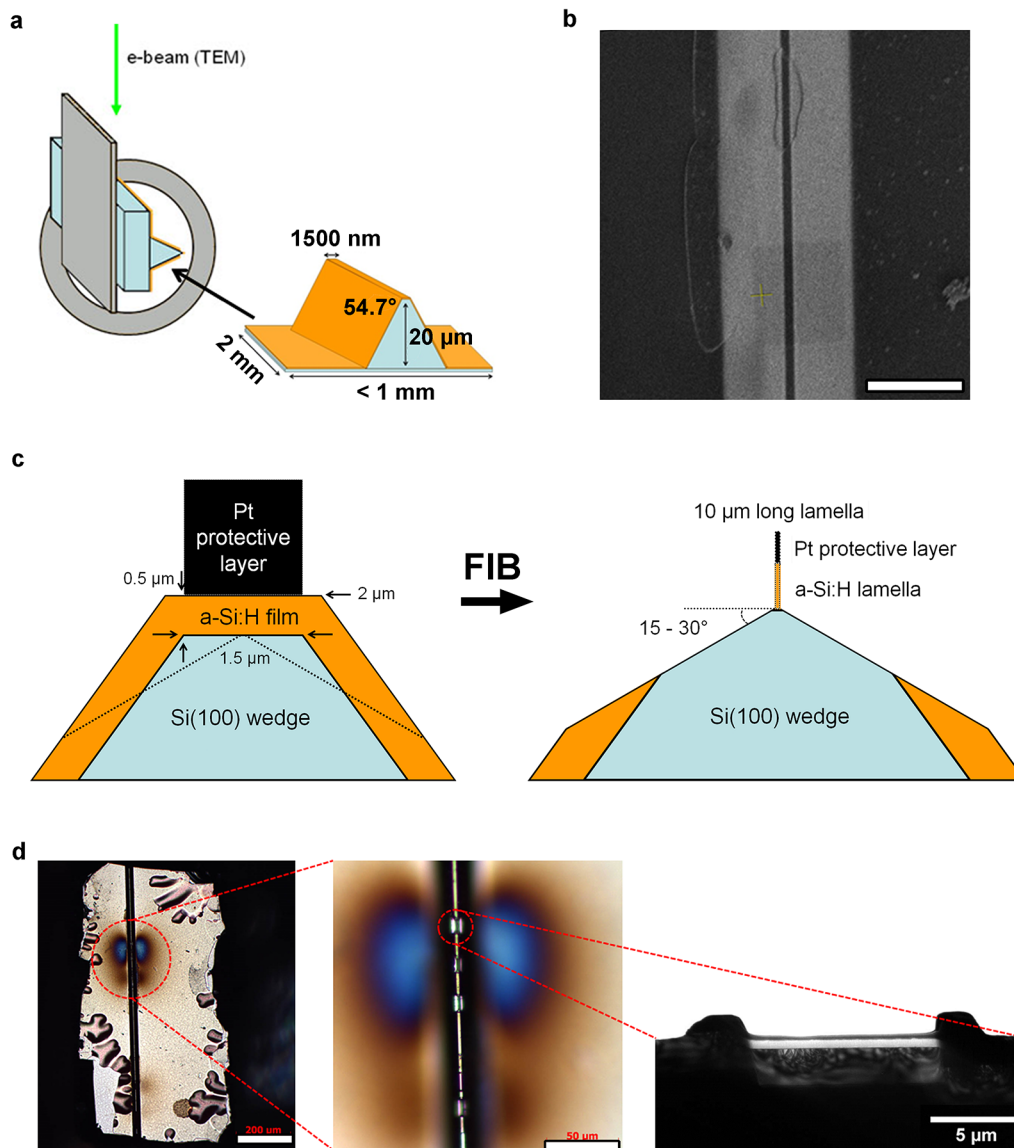 a
e-beam (TEM)
1500 nm
54.7°
20 µm
2 mm
< 1 mm
b
c
Pt
protective
layer
0.5 µm
2 µm
a-Si:H film
1.5 µm
Si(100) wedge
FIB
10 µm long lamella
Pt protective layer
a-Si:H lamella
15 - 30°
Si(100) wedge
d
200 um
50 um
5 µm